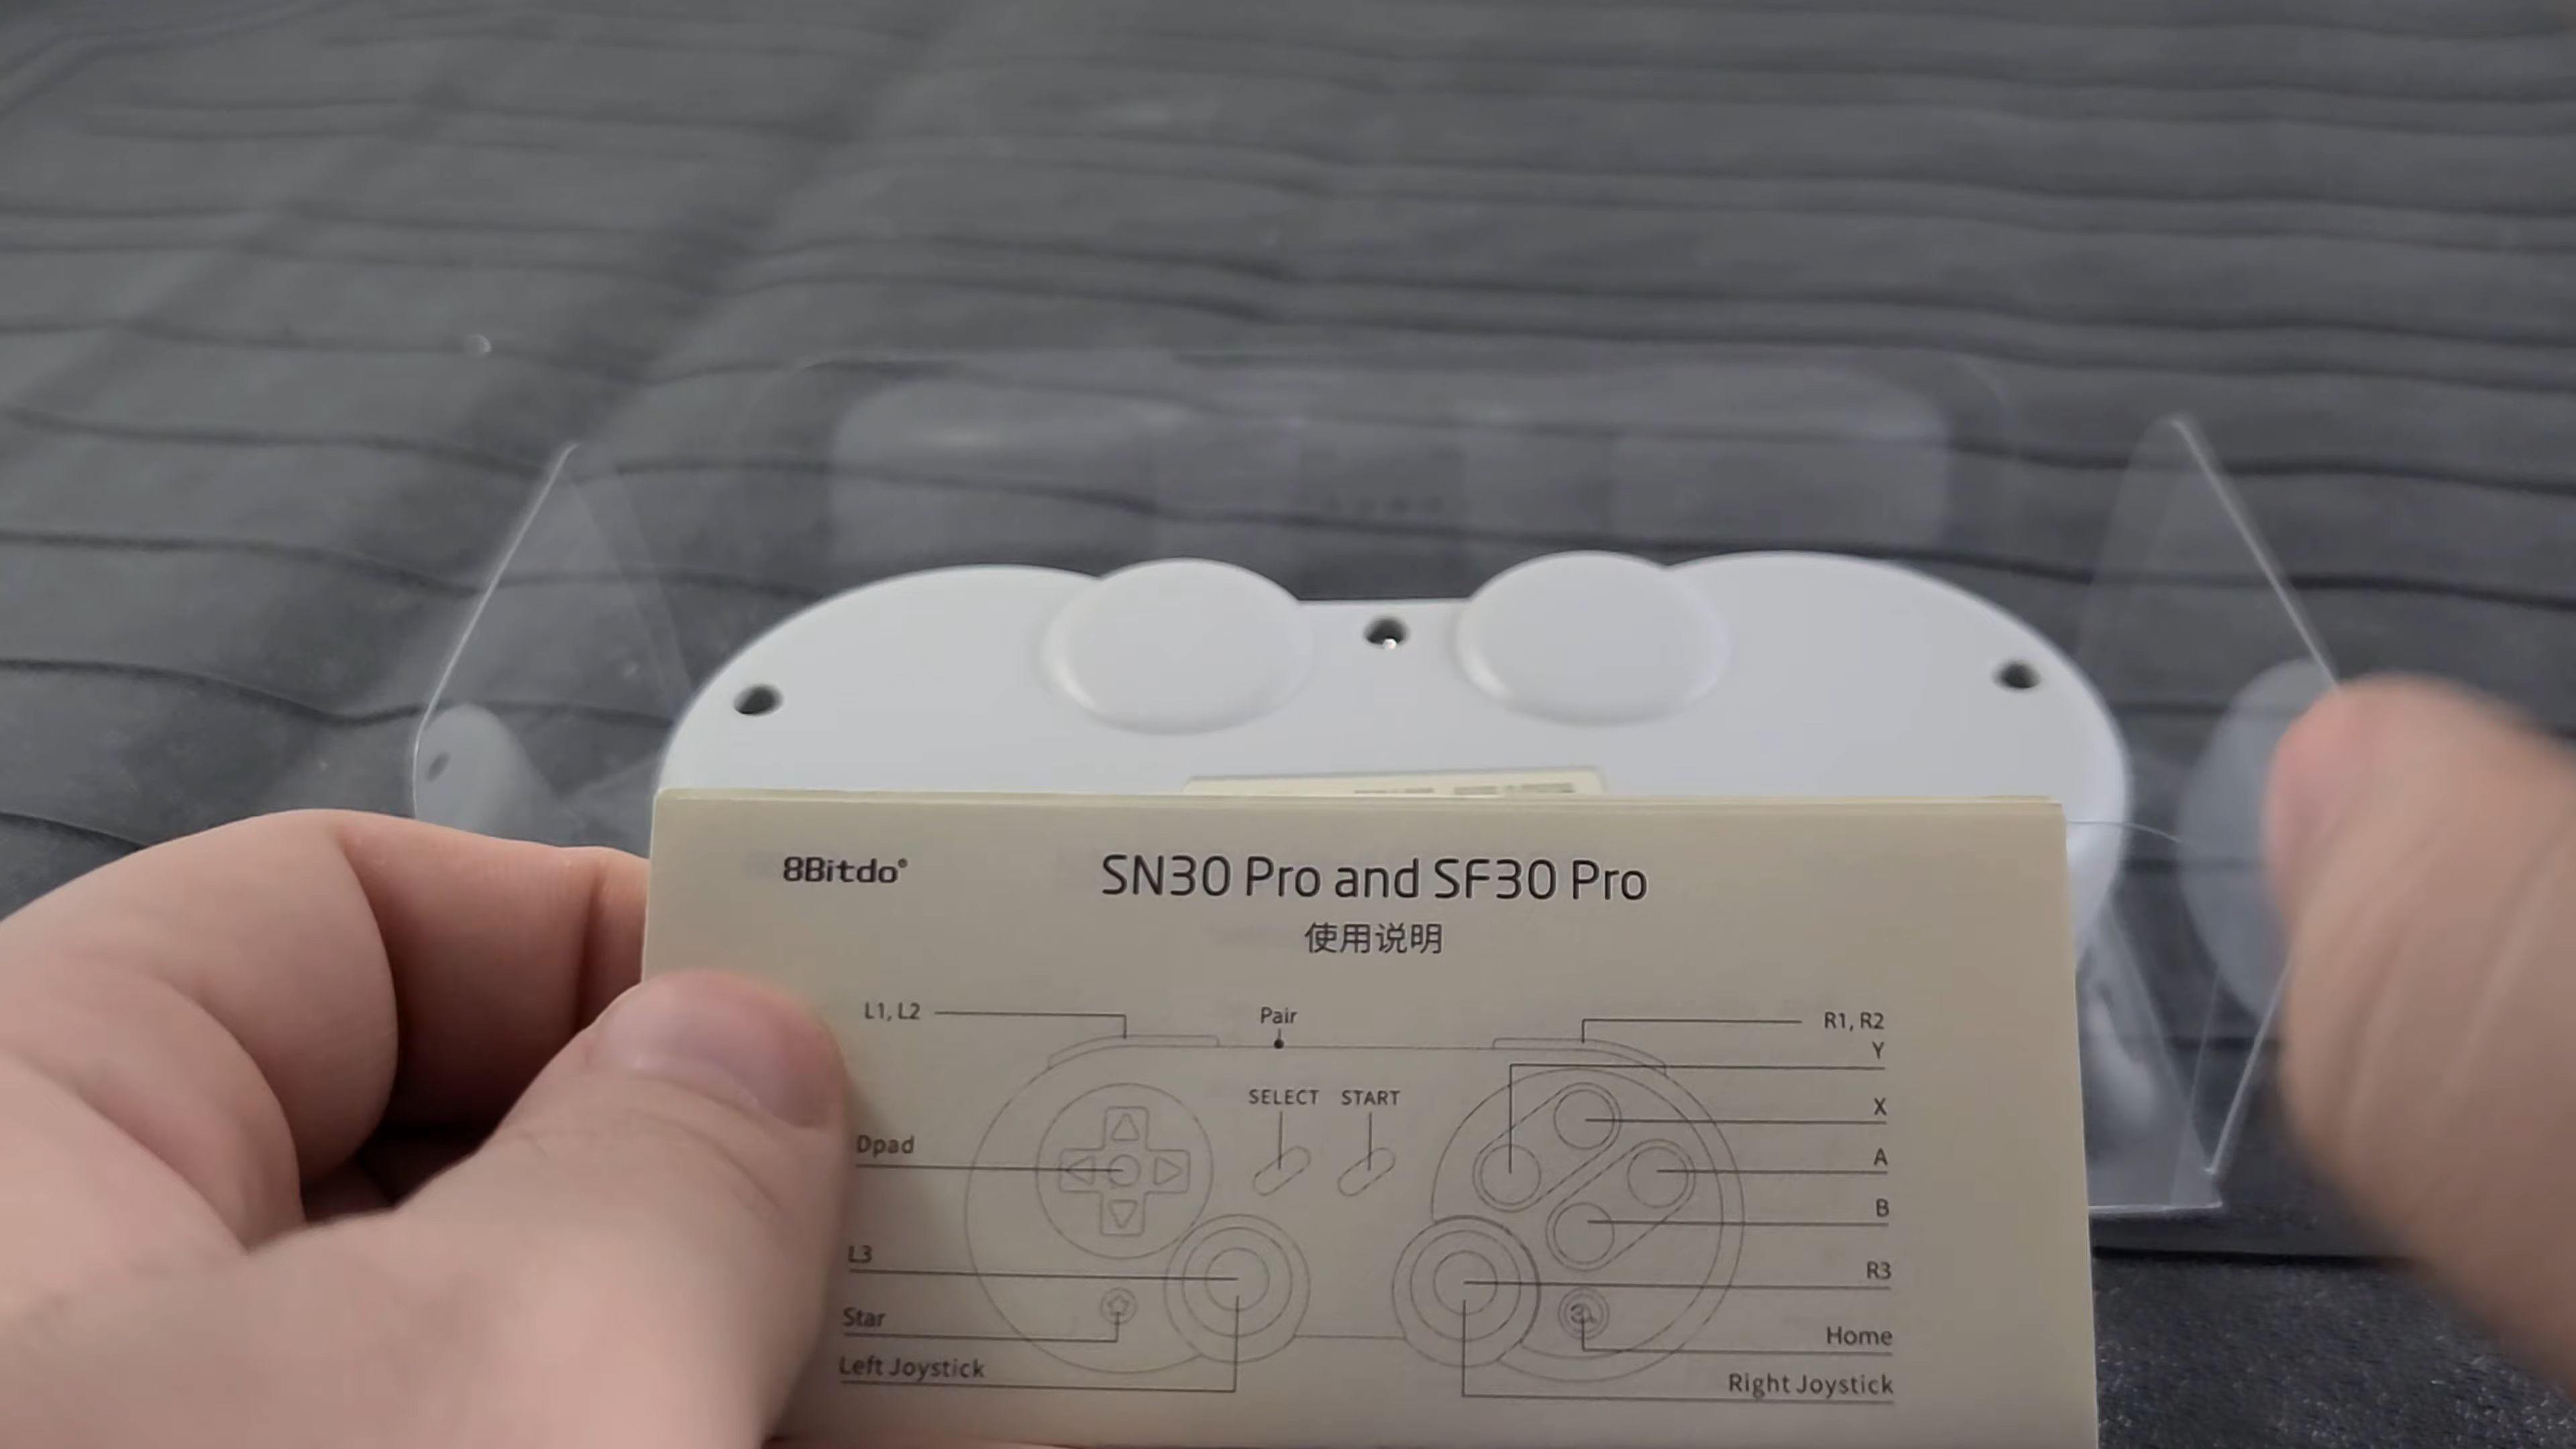 8Bitdo®
SN30 Pro and SF30 Pro
使用说明
L1, L2
Pair
R1, R2
Y
SELECT START
X
Dpad
A
B
L3
R3
Star
Home
Left Joystick
Right Joystick